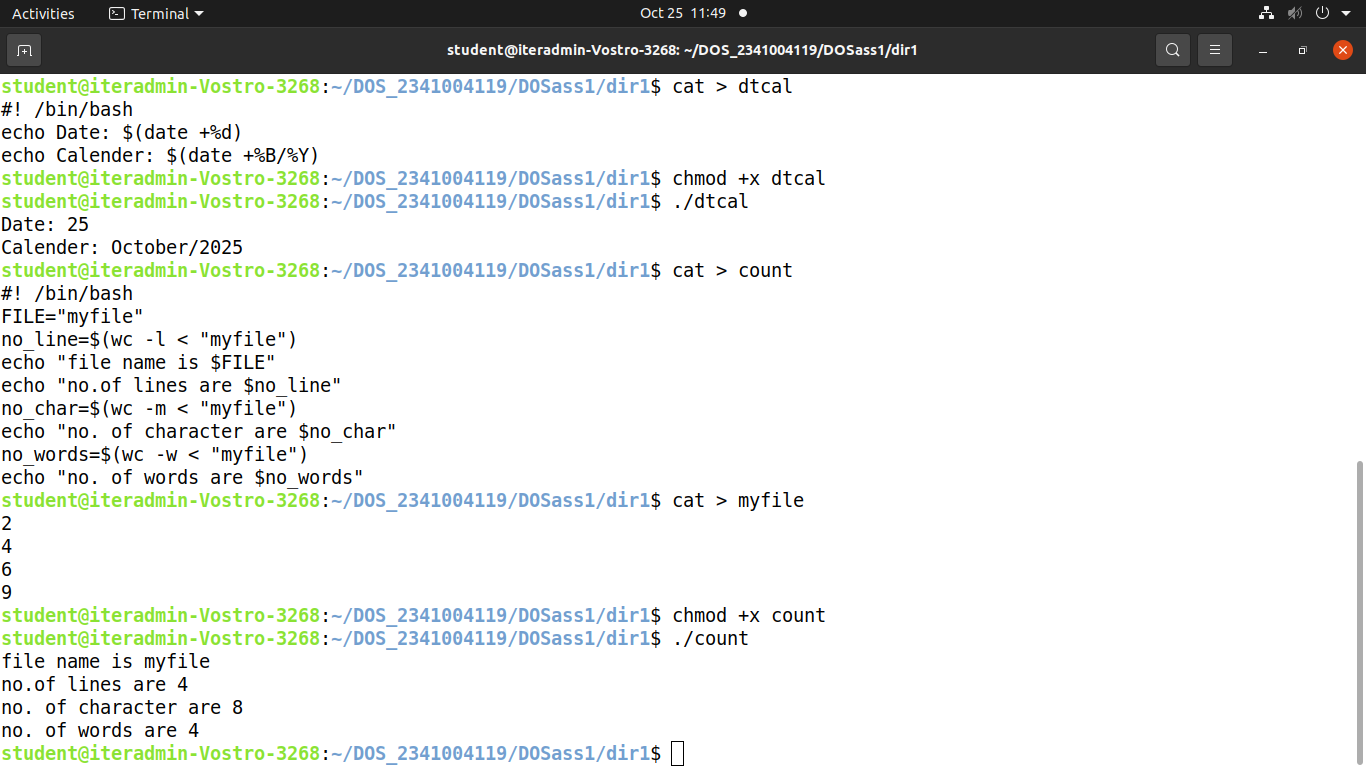 Activities Terminal Oct 25 11:49
student@iteradmin-Vostro-3268: ~/DOS_2341004119/DOSass1/dir1
student@iteradmin-Vostro-3268:~/DOS_2341004119/DOSass1/dir1$ cat > dtcal
#! /bin/bash
echo Date: $(date +%d)
echo Calender: $(date +%B/%Y)
student@iteradmin-Vostro-3268:~/DOS_2341004119/DOSass1/dir1$ chmod +x dtcal
student@iteradmin-Vostro-3268:~/DOS_2341004119/DOSass1/dir1$ ./dtcal
Date: 25
Calender: October/2025
student@iteradmin-Vostro-3268:~/DOS_2341004119/DOSass1/dir1$ cat > count
#! /bin/bash
FILE="myfile"
no_line=$(wc -l < "myfile")
echo "file name is $FILE"
echo "no.of lines are $no_line"
no_char=$(wc -m < "myfile")
echo "no. of character are $no_char"
no_words=$(wc -w < "myfile")
echo "no. of words are $no_words"
student@iteradmin-Vostro-3268:~/DOS_2341004119/DOSass1/dir1$ cat > myfile
2
4
6
9
student@iteradmin-Vostro-3268:~/DOS_2341004119/DOSass1/dir1$ chmod +x count
student@iteradmin-Vostro-3268:~/DOS_2341004119/DOSass1/dir1$ ./count
file name is myfile
no.of lines are 4
no. of character are 8
no. of words are 4
student@iteradmin-Vostro-3268:~/DOS_2341004119/DOSass1/dir1$